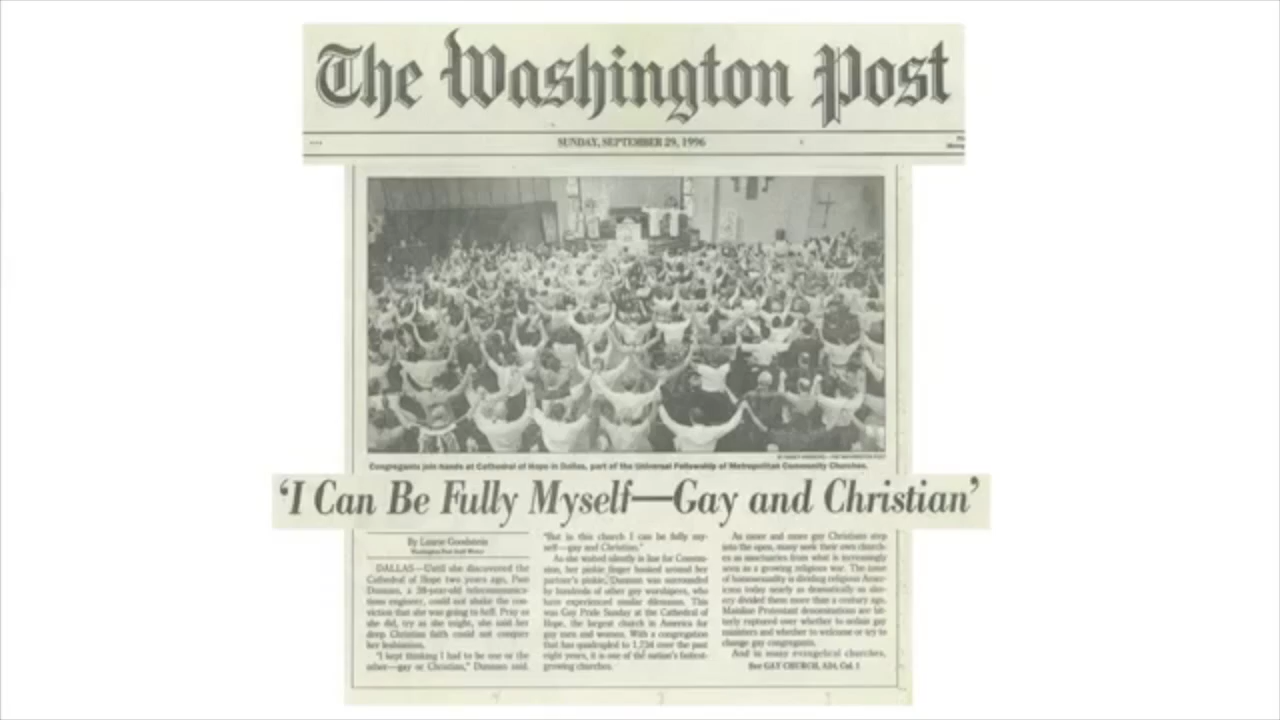 The Washington Post
SUNDAY, SEPTEMBER 29, 1996
Congregants join hands at Cathedral of Hope in Dallas, part of the Universal Fellowship of Metropolitan Community Churches.
‘I Can Be Fully Myself—Gay and Christian’
By Laurie Goodstein
Washington Post Staff Writer
DALLAS—Until she discovered the
Cathedral of Hope two years ago, Pam
a 38-year-old telecommunica-
tions engineer, could not shake the con-
viction that she was going to hell. Pray as
she did, try as she might, she said her
deep Christian faith could not conquer
her lesbianism.
"I kept thinking I had to be one or the
other—gay or Christian," said.
"But in this church I can be fully my-
self—gay and Christian."
As she waited silently in line for Commu-
nion, her pinkie finger hooked around her
partner's pinkie, was surrounded
by hundreds of other gay worshipers, who
have experienced similar dilemmas. This
was Gay Pride Sunday at the Cathedral of
Hope, the largest church in America for
gay men and women. With a congregation
that has quadrupled to over the past
eight years, it is one of the nation's fastest-
growing churches.
As more and more gay Christians step
into the open, many seek their own church-
es as sanctuaries from what is increasingly
seen as a growing religious war. The issue
of homosexuality is dividing religious Amer-
icans today nearly as dramatically as slav-
ery divided them more than a century ago.
Mainline Protestant denominations are bit-
terly ruptured over whether to ordain gay
ministers and whether to welcome or try to
change gay congregants.
And in many evangelical churches,
See GAY CHURCH, A24, Col. 1